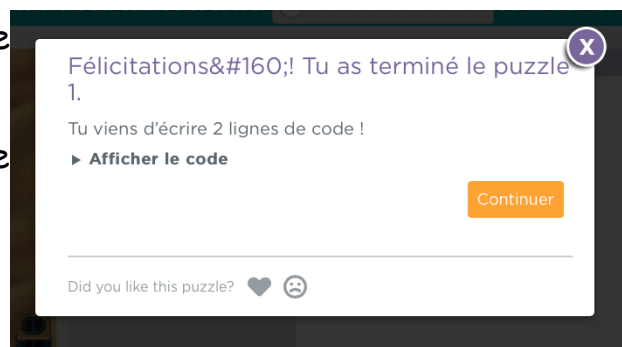 Félicitations&#160;! Tu as terminé le puzzle
1.
Tu viens d'écrire 2 lignes de code !
Afficher le code
Continuer
Did you like this puzzle?
X